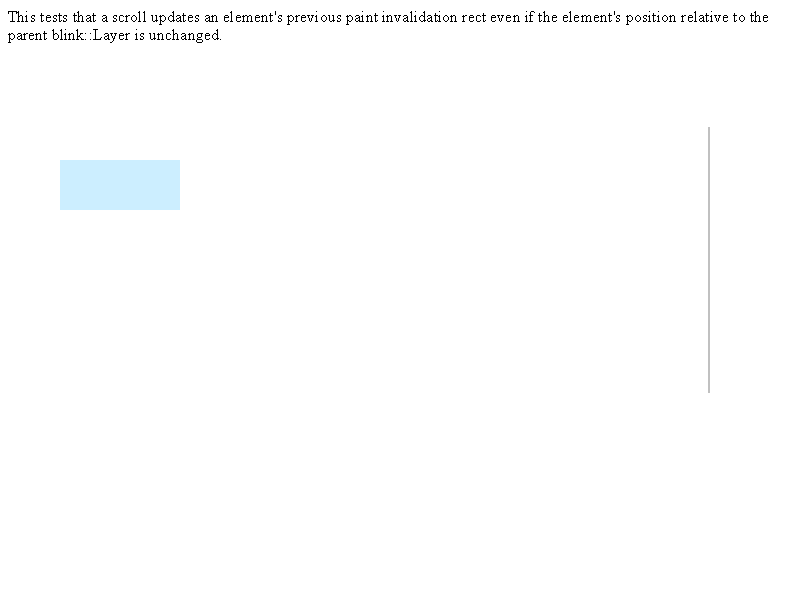 This tests that a scroll updates an element's previous paint invalidation rect even if the element's position relative to the
parent blink::Layer is unchanged.